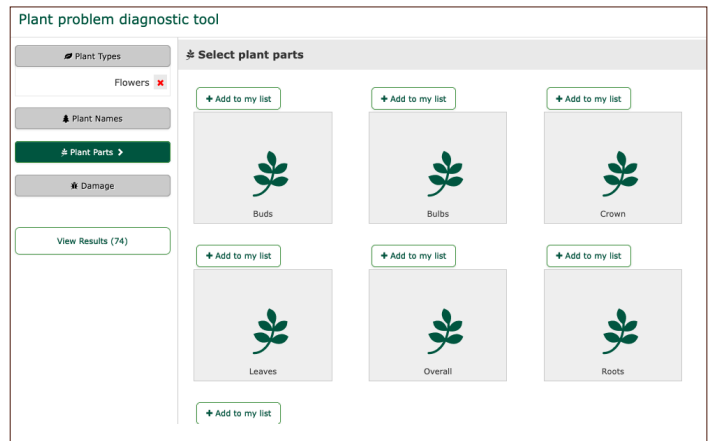 Plant problem diagnostic tool
Plant Types
Flowers
Plant Names
Plant Parts
Damage
View Results (74)
Select plant parts
+ Add to my list
+ Add to my list
+ Add to my list
Buds
Bulbs
Crown
+ Add to my list
+ Add to my list
+ Add to my list
Leaves
Overall
Roots
+ Add to my list